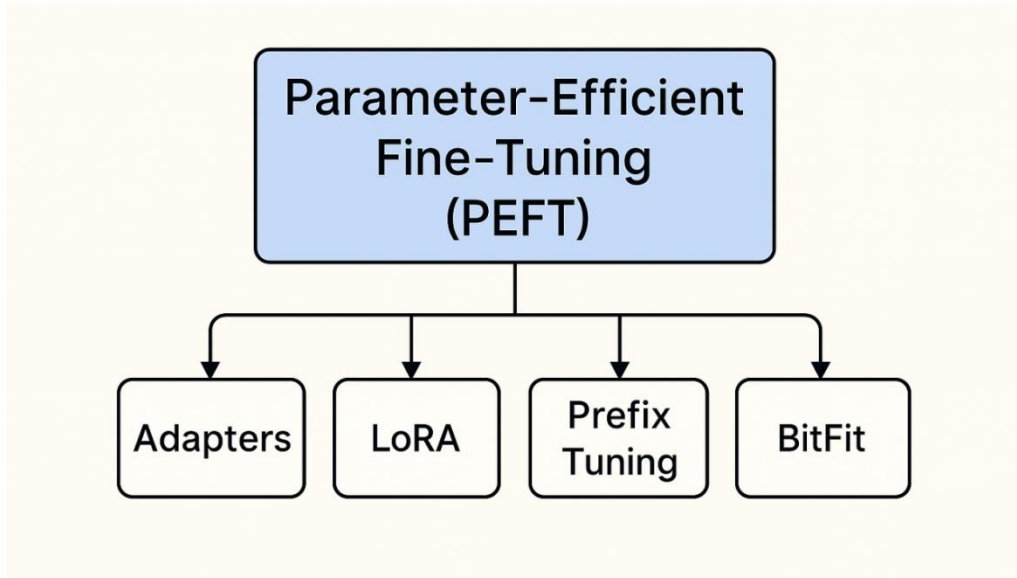 Parameter-Efficient
Fine-Tuning
(PEFT)
Adapters
LoRA
Prefix
Tuning
BitFit